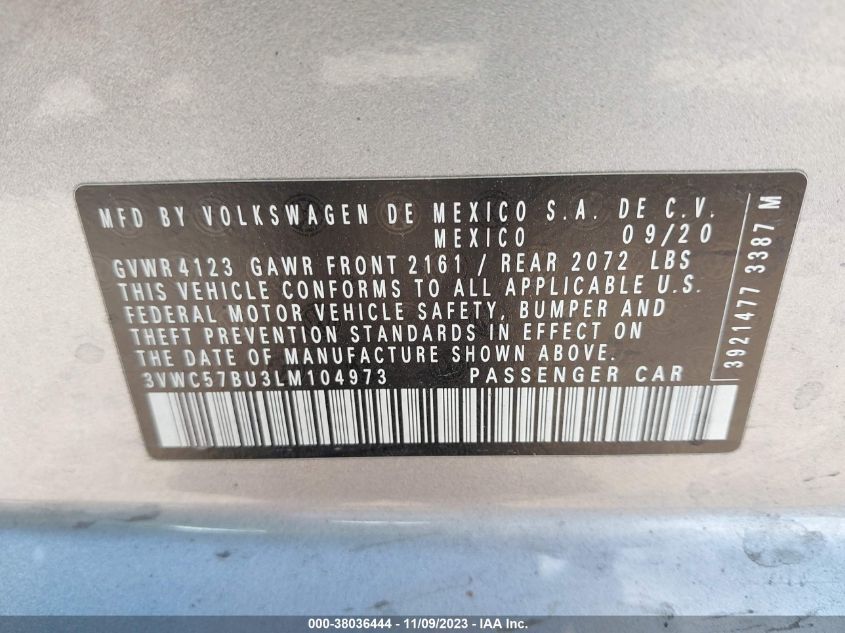 MFD BY VOLKSWAGEN DE MEXICO S.A. DE C.V.
MEXICO 09/20
GVWR 4123 GAWR FRONT 2161 / REAR 2072 LBS
THIS VEHICLE CONFORMS TO ALL APPLICABLE U.S.
FEDERAL MOTOR VEHICLE SAFETY, BUMPER AND
THEFT PREVENTION STANDARDS IN EFFECT ON
THE DATE OF MANUFACTURE SHOWN ABOVE.
3VWC57BU3LM104973 PASSENGER CAR
3921477 3387 M
000-38036444 - 11/09/2023 - IAA Inc.